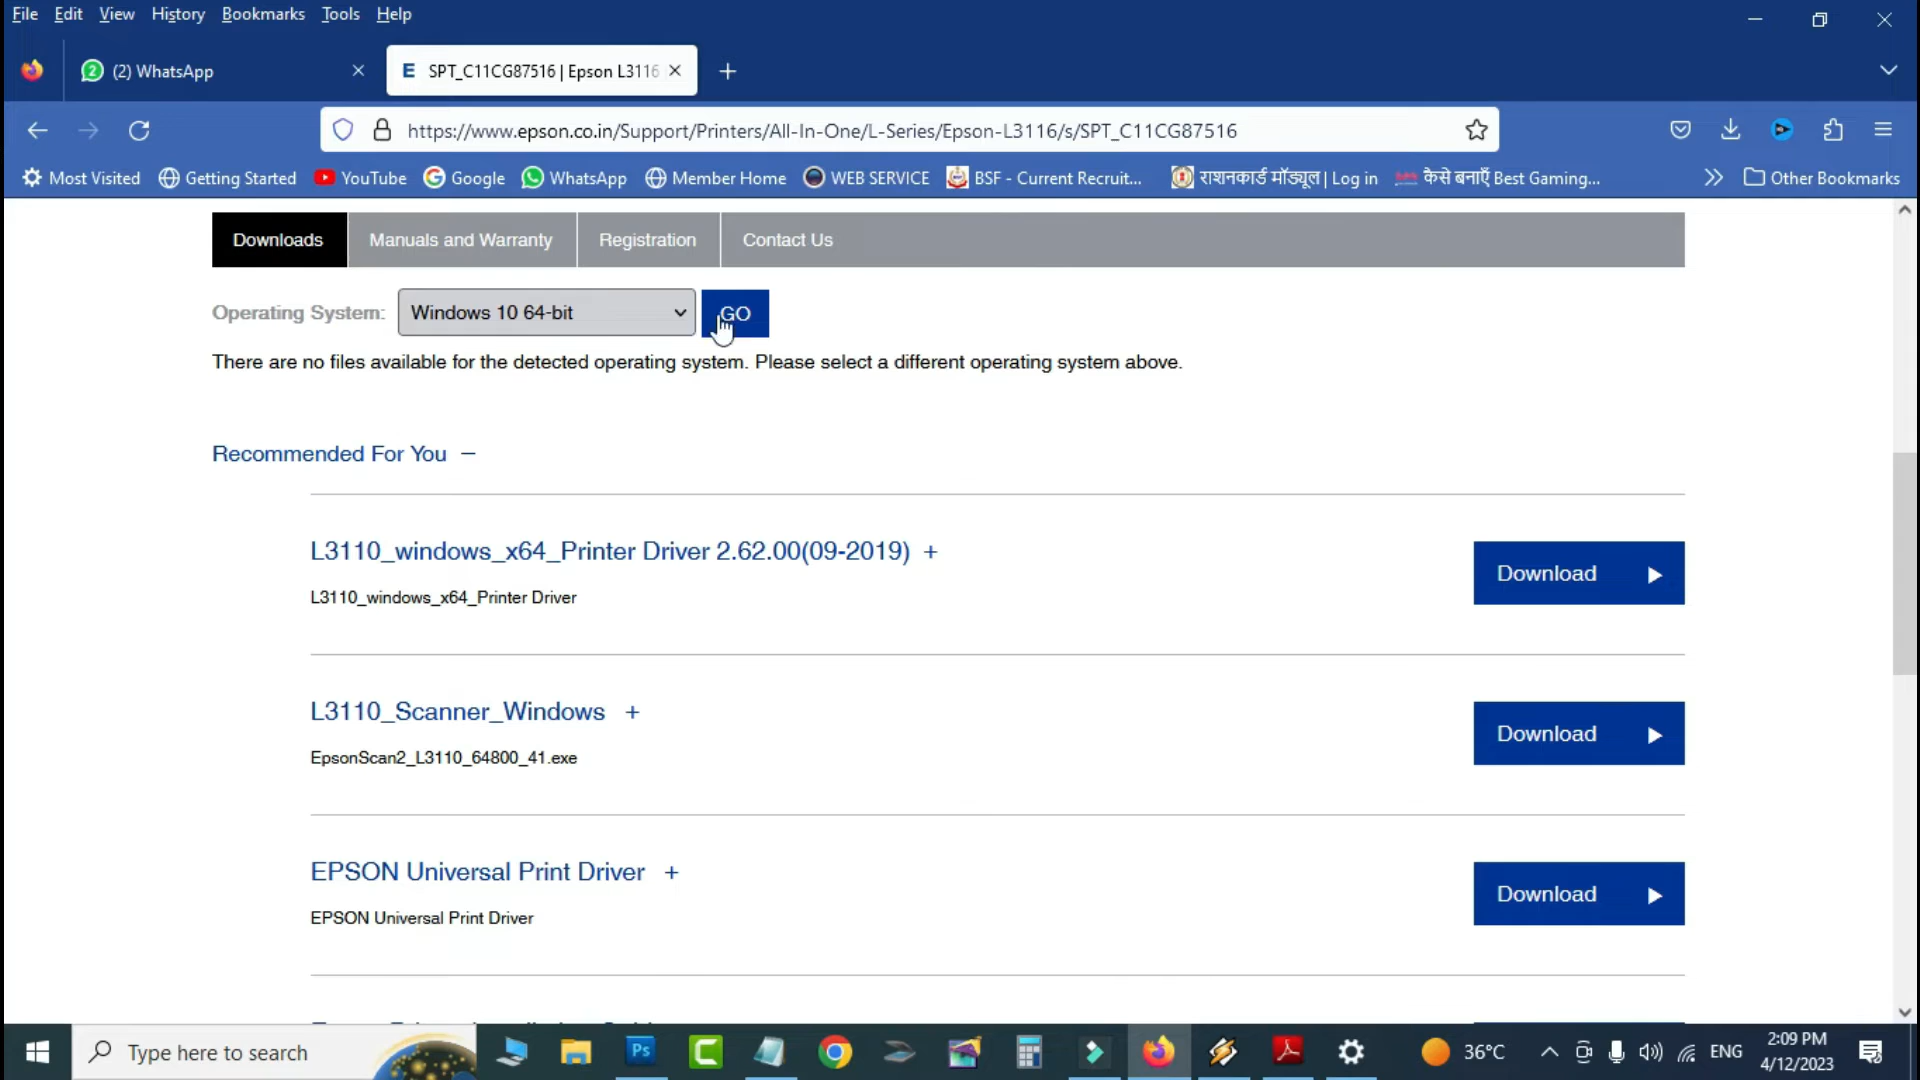 File Edit View History Bookmarks Tools Help
(2) WhatsApp
E SPT_C11CG87516 | Epson L3116
https://www.epson.co.in/Support/Printers/All-In-One/L-Series/Epson-L3116/s/SPT_C11CG87516
Most Visited Getting Started YouTube Google WhatsApp Member Home WEB SERVICE BSF - Current Recruit... राशनकार्ड मॉड्यूल | Log in कैसे बनाएँ Best Gaming... Other Bookmarks
Downloads Manuals and Warranty Registration Contact Us
Operating System: Windows 10 64-bit GO
There are no files available for the detected operating system. Please select a different operating system above.
Recommended For You −
L3110_windows_x64_Printer Driver 2.62.00(09-2019) +
Download
L3110_windows_x64_Printer Driver
L3110_Scanner_Windows +
Download
EpsonScan2_L3110_64800_41.exe
EPSON Universal Print Driver +
Download
EPSON Universal Print Driver
Type here to search
Ps
36°C
ENG
2:09 PM
4/12/2023